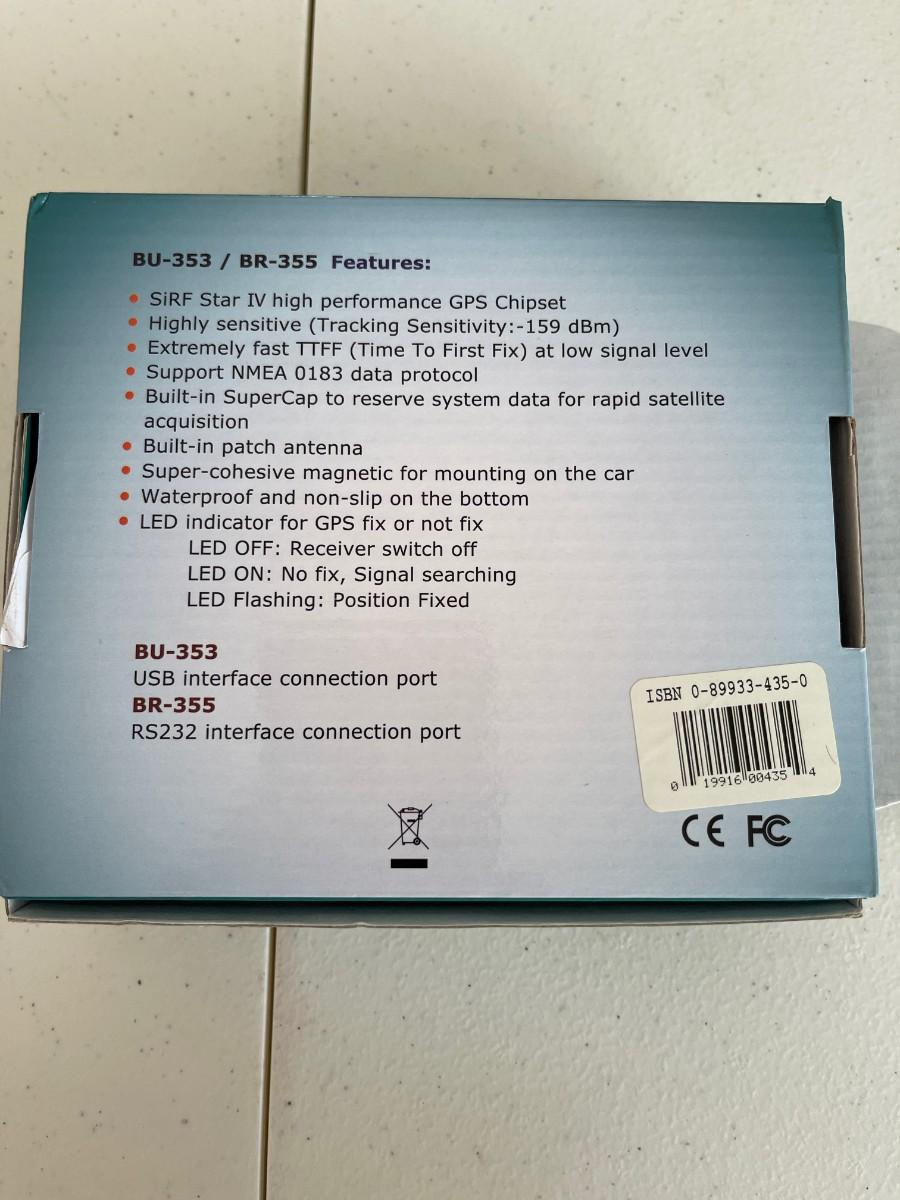 BU-353 / BR-355 Features:
• SiRF Star IV high performance GPS Chipset
• Highly sensitive (Tracking Sensitivity:-159 dBm)
• Extremely fast TTFF (Time To First Fix) at low signal level
• Support NMEA 0183 data protocol
• Built-in SuperCap to reserve system data for rapid satellite
acquisition
• Built-in patch antenna
• Super-cohesive magnetic for mounting on the car
• Waterproof and non-slip on the bottom
• LED indicator for GPS fix or not fix
LED OFF: Receiver switch off
LED ON: No fix, Signal searching
LED Flashing: Position Fixed
BU-353
USB interface connection port
BR-355
RS232 interface connection port
ISBN 0-89933-435-0
0 19916 00435 4
CE FC